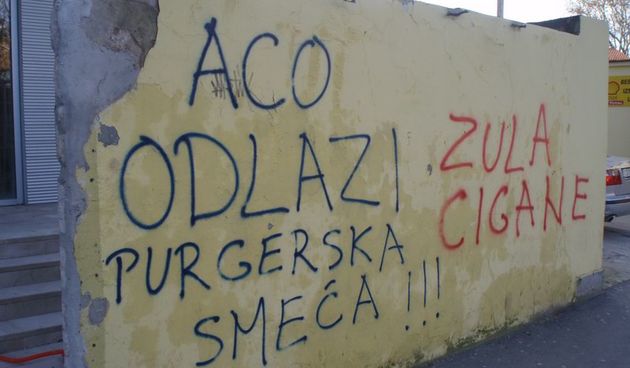 ACO
ODLAZI
PURGERSKA
SMEĆA !!!
ZULA
CIGANE